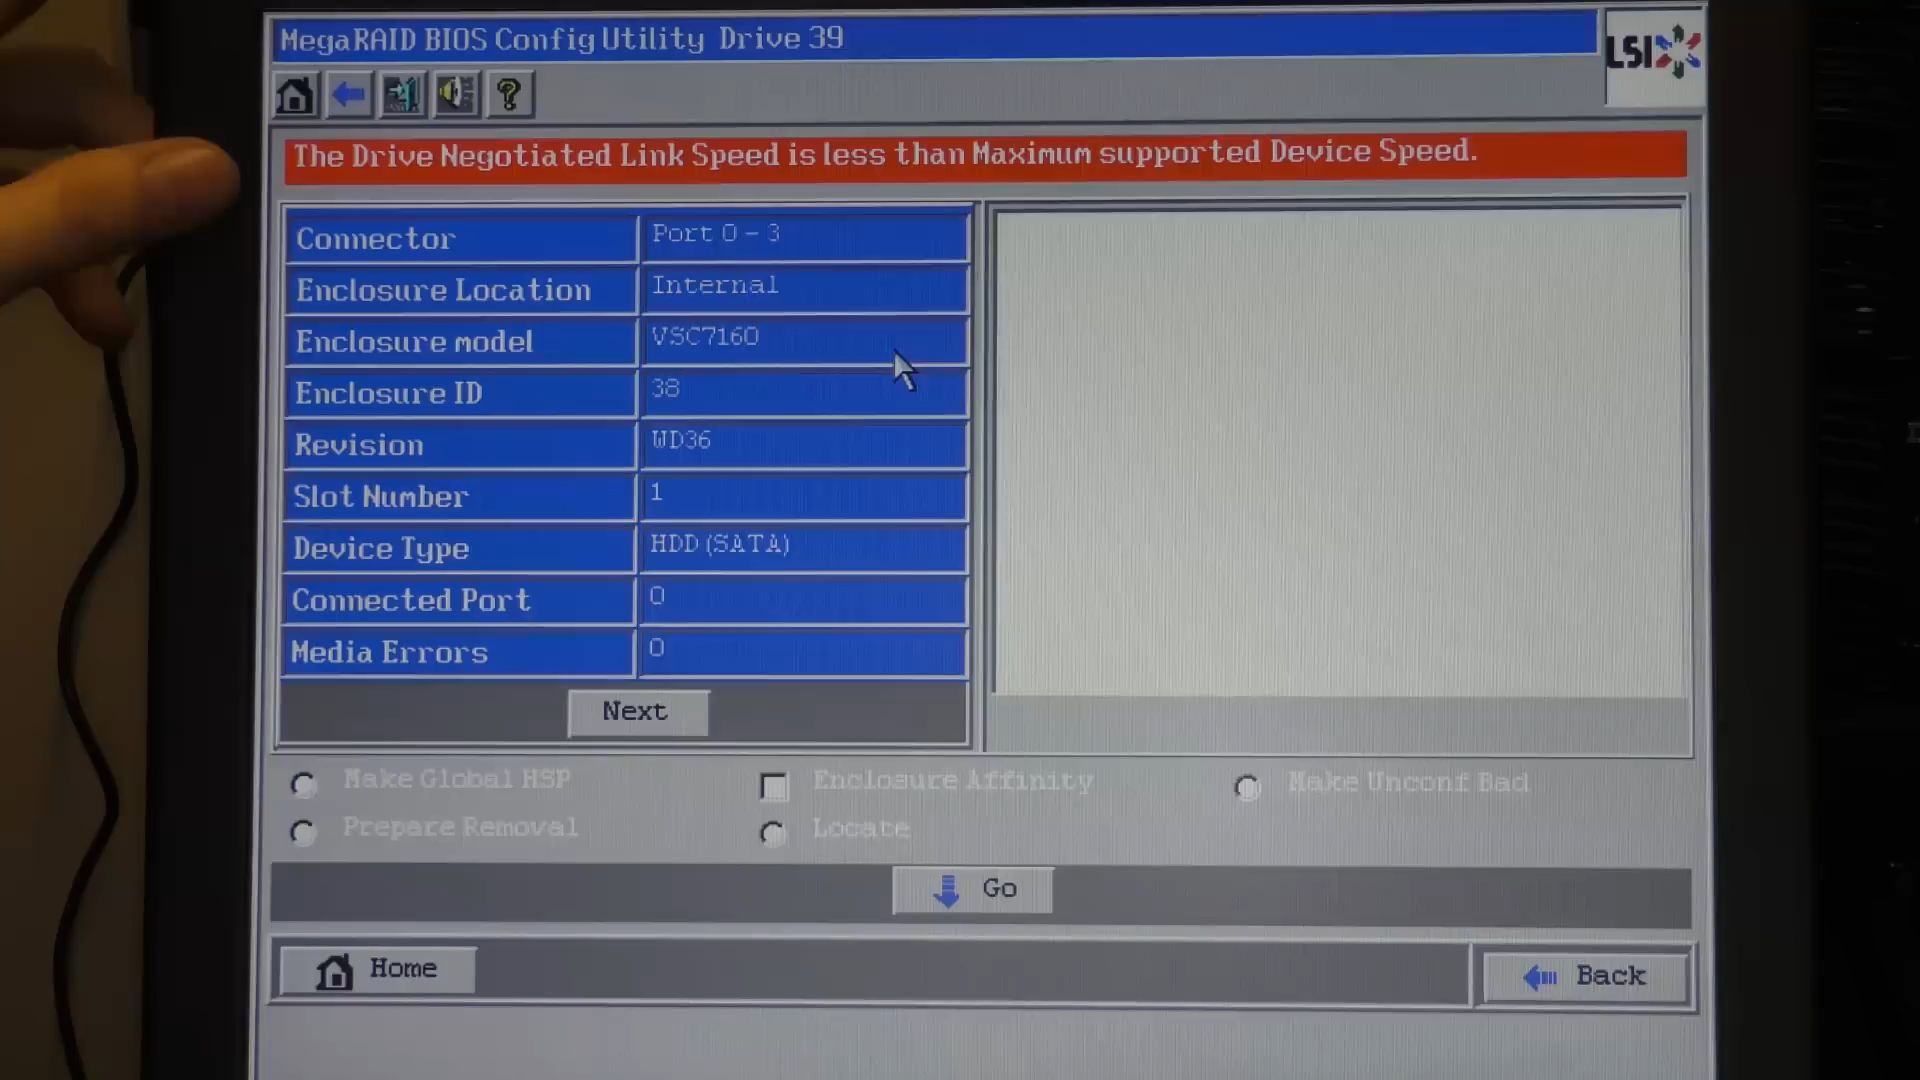 MegaRAID BIOS Config Utility Drive 39
LSI
The Drive Negotiated Link Speed is less than Maximum supported Device Speed.
Connector Port 0 - 3
Enclosure Location Internal
Enclosure model VSC7160
Enclosure ID 38
Revision WD36
Slot Number 1
Device Type HDD (SATA)
Connected Port 0
Media Errors 0
Next
Make Global HSP Enclosure Affinity Make Unconf Bad
Prepare Removal Locate
Go
Home Back